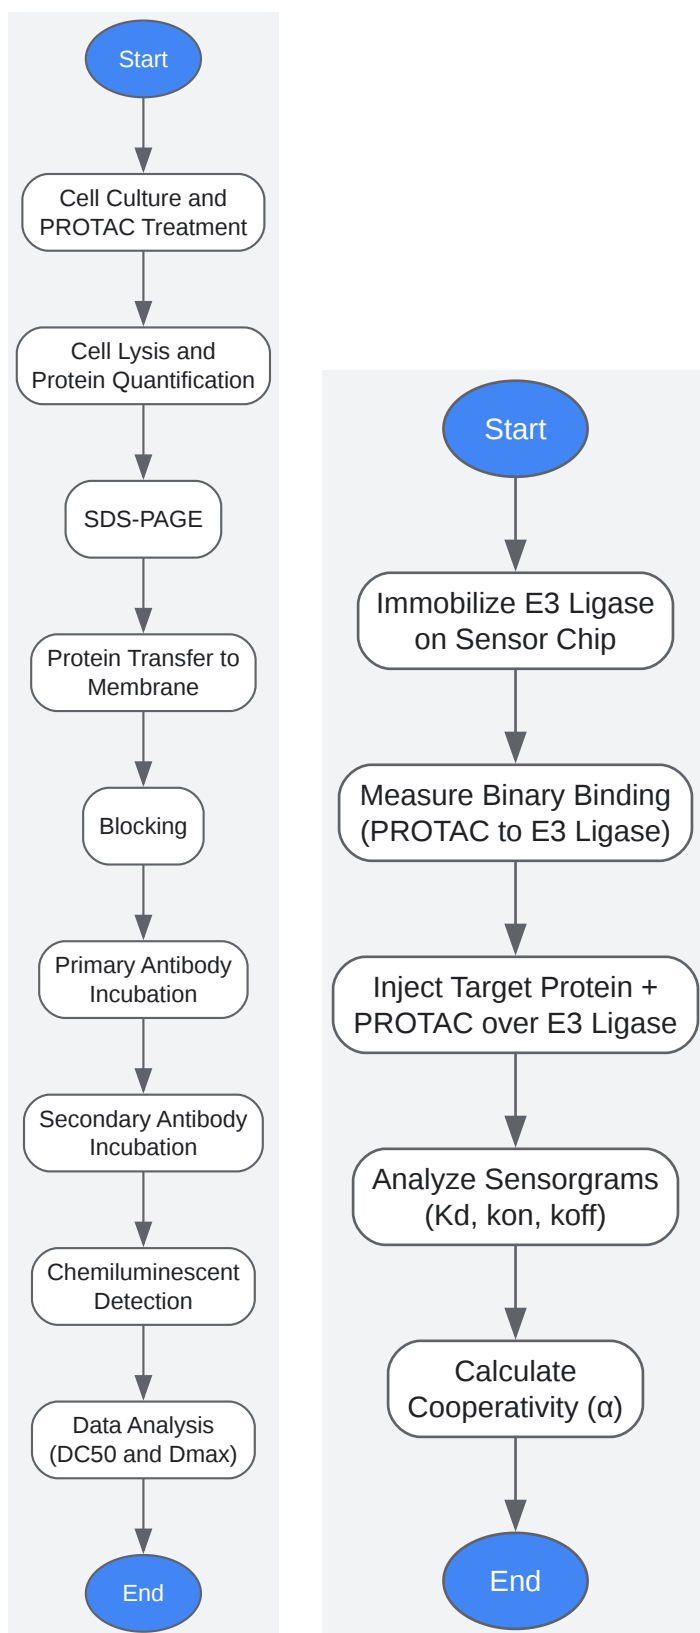 Start
Cell Culture and
PROTAC Treatment
Cell Lysis and
Protein Quantification
SDS-PAGE
Protein Transfer to
Membrane
Blocking
Primary Antibody
Incubation
Secondary Antibody
Incubation
Chemiluminescent
Detection
Data Analysis
(DC50 and Dmax)
End
Start
Immobilize E3 Ligase
on Sensor Chip
Measure Binary Binding
(PROTAC to E3 Ligase)
Inject Target Protein +
PROTAC over E3 Ligase
Analyze Sensorgrams
(Kd, kon, koff)
Calculate
Cooperativity (α)
End